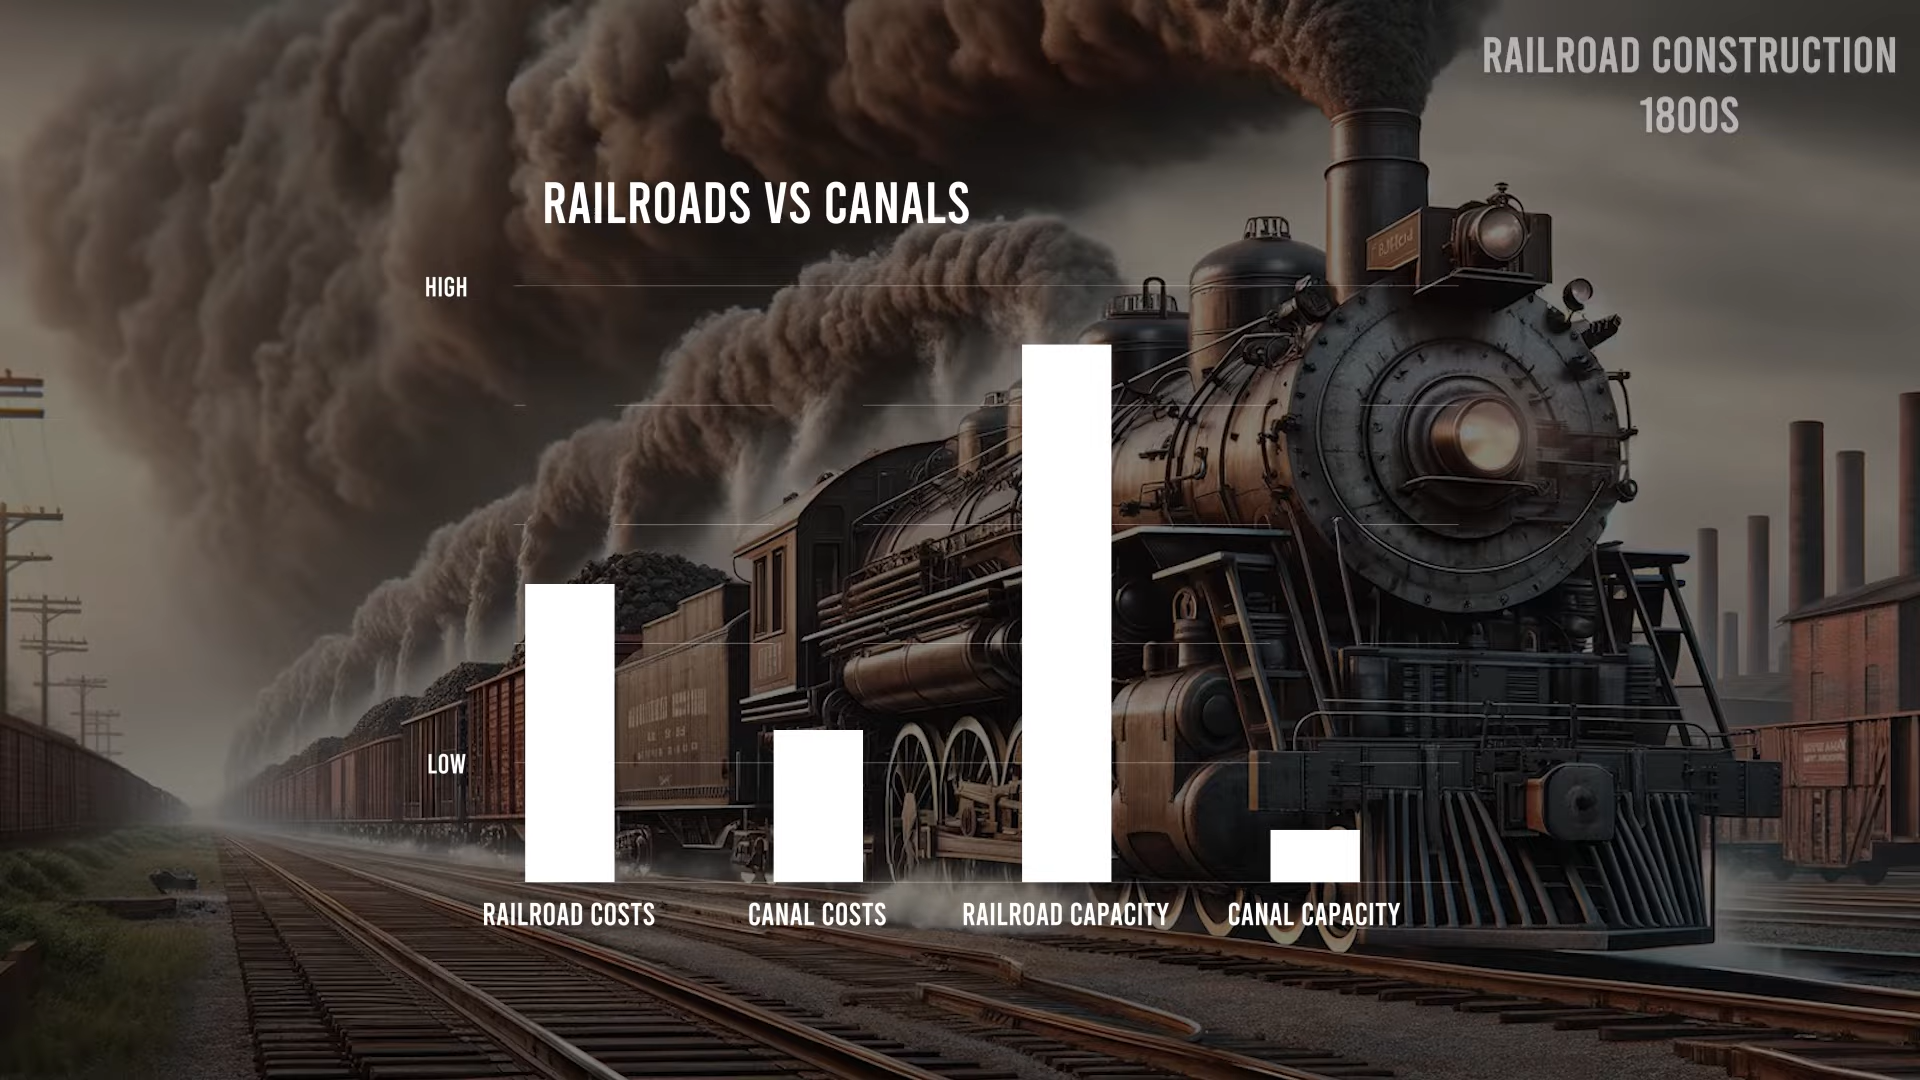 RAILROAD CONSTRUCTION
1800S
RAILROADS VS CANALS
HIGH
LOW
RAILROAD COSTS
CANAL COSTS
RAILROAD CAPACITY
CANAL CAPACITY